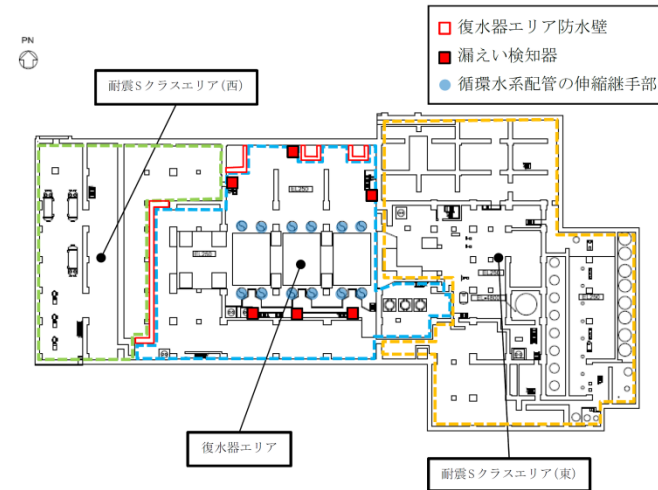 復水器エリア防水壁
漏えい検知器
循環水系配管の伸縮継手部
PN
耐震Sクラスエリア(西)
EL250
復水器エリア
耐震Sクラスエリア(東)